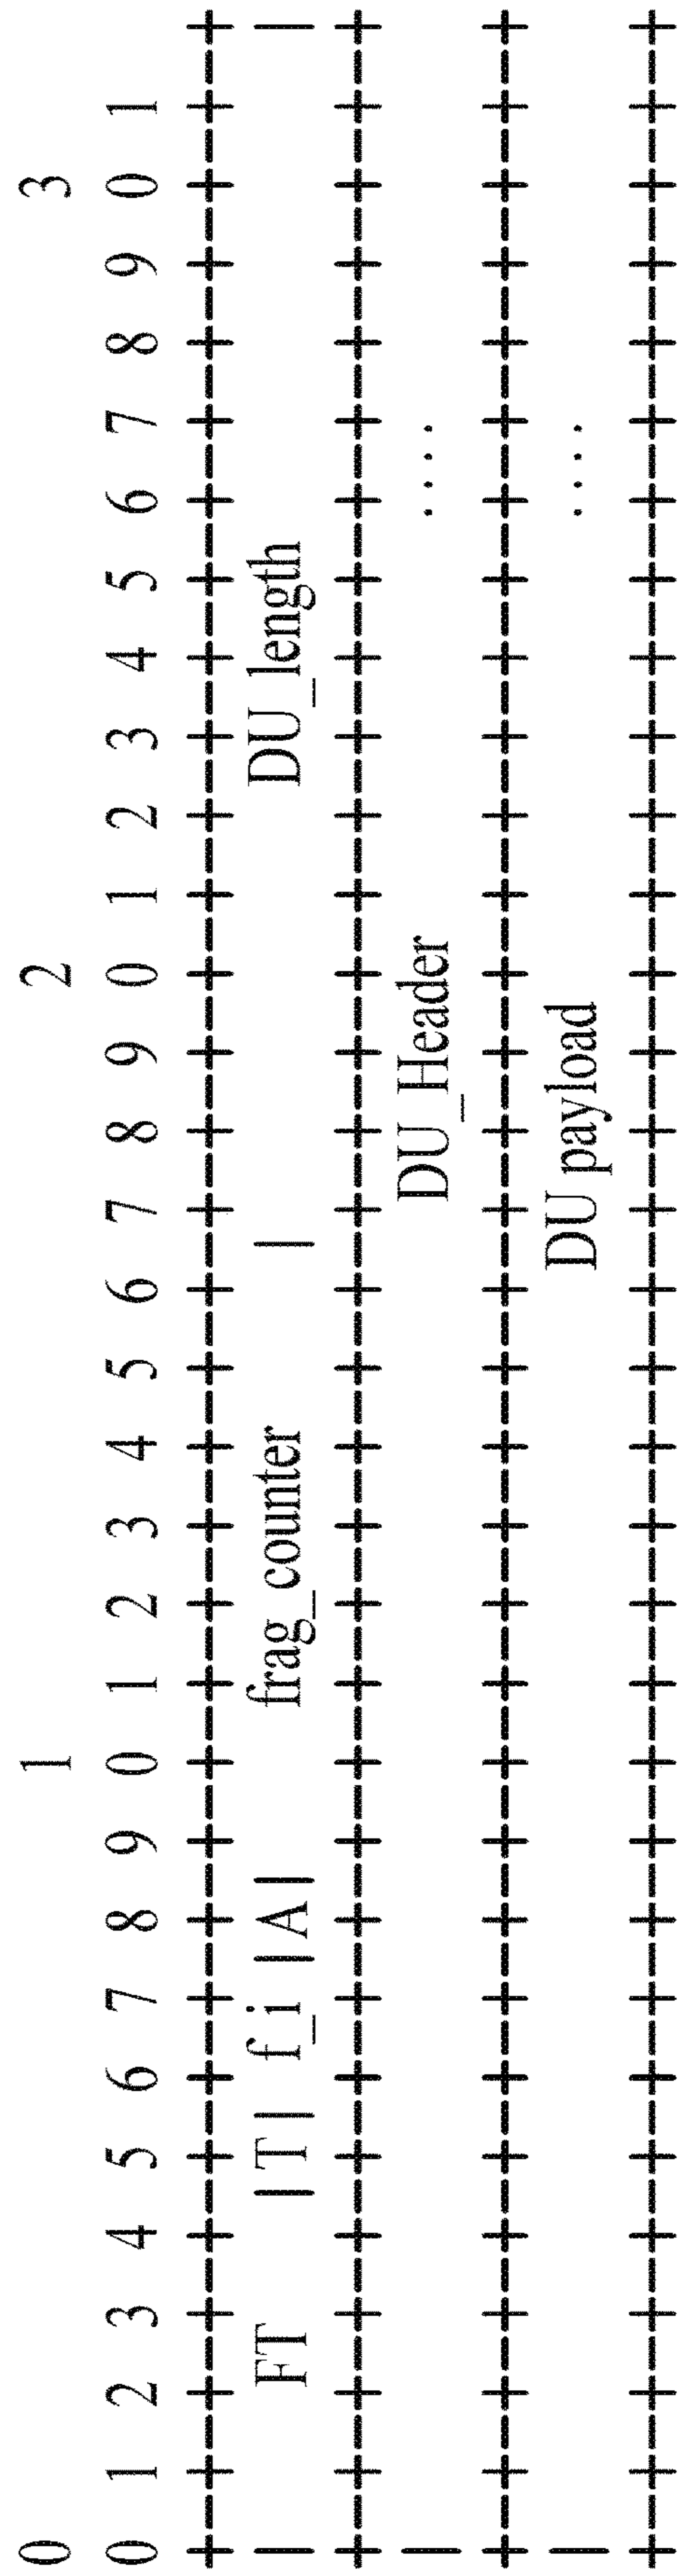 0                   1                   2                   3
0 1 2 3 4 5 6 7 8 9 0 1 2 3 4 5 6 7 8 9 0 1 2 3 4 5 6 7 8 9 0 1
+-+-+-+-+-+-+-+-+-+-+-+-+-+-+-+-+-+-+-+-+-+-+-+-+-+-+-+-+-+-+-+-+
| FT |T| f_i |A| frag_counter | DU_length |
+-+-+-+-+-+-+-+-+-+-+-+-+-+-+-+-+-+-+-+-+-+-+-+-+-+-+-+-+-+-+-+-+
| DU_Header ....
+-+-+-+-+-+-+-+-+-+-+-+-+-+-+-+-+-+-+-+-+-+-+-+-+-+-+-+-+-+-+-+-+
| DU payload ....
+-+-+-+-+-+-+-+-+-+-+-+-+-+-+-+-+-+-+-+-+-+-+-+-+-+-+-+-+-+-+-+-+